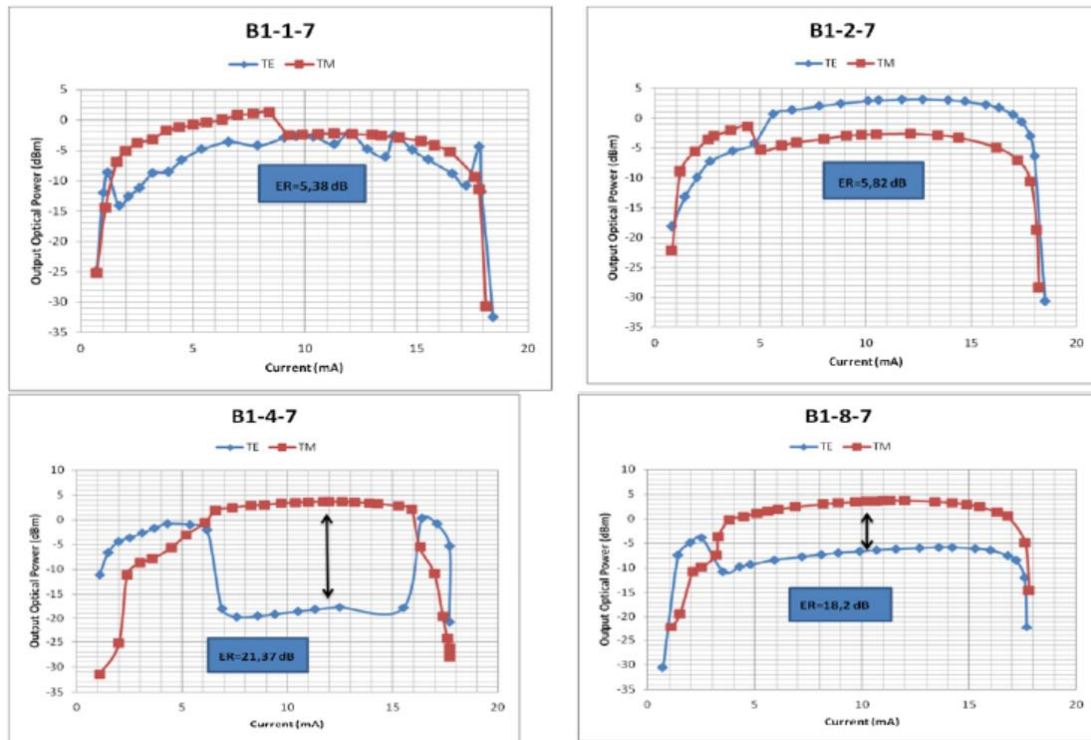 B1-1-7
TE TM
Output Optical Power (dBm)
5
0
-5
-10
-15
-20
-25
-30
-35
ER=5,38 dB
0 5 10 15 20
Current (mA)
B1-2-7
TE TM
Output Optical Power (dBm)
5
0
-5
-10
-15
-20
-25
-30
-35
ER=5,82 dB
0 5 10 15 20
Current (mA)
B1-4-7
TE TM
Output Optical Power (dBm)
10
5
0
-5
-10
-15
-20
-25
-30
-35
ER=21,37 dB
0 5 10 15 20
Current (mA)
B1-8-7
TE TM
Output Optical Power (dBm)
10
5
0
-5
-10
-15
-20
-25
-30
-35
ER=18,2 dB
0 5 10 15 20
Current (mA)